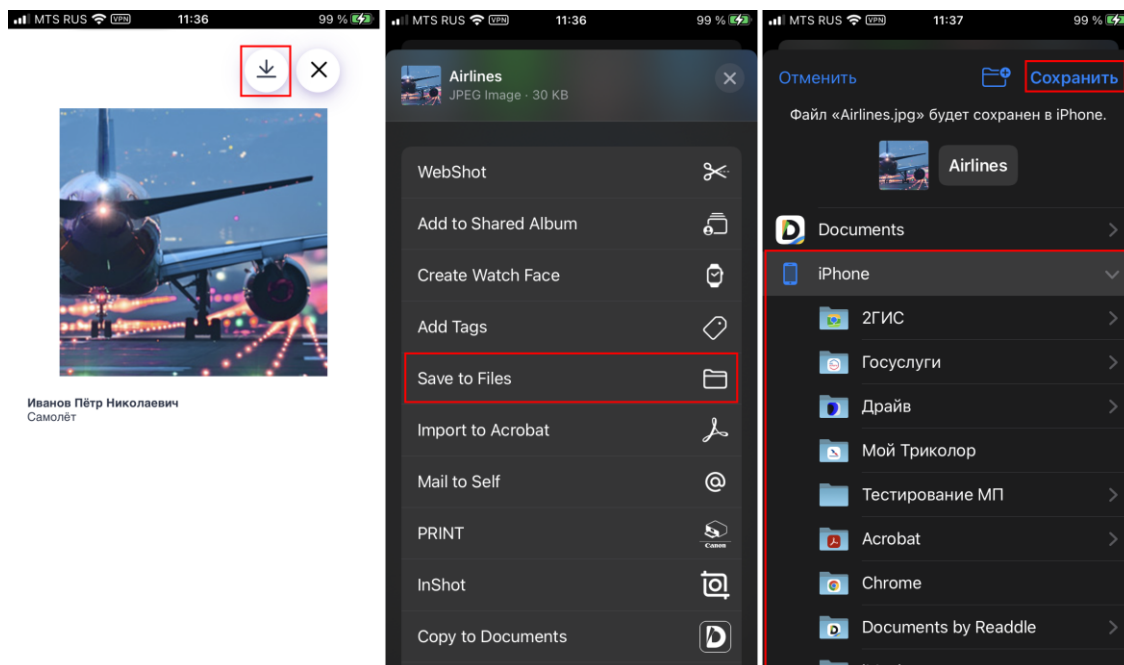 MTS RUS VPN 11:36 99 %
Иванов Пётр Николаевич
Самолёт
MTS RUS VPN 11:36 99 %
Airlines
JPEG Image · 30 KB
WebShot
Add to Shared Album
Create Watch Face
Add Tags
Save to Files
Import to Acrobat
Mail to Self
PRINT
Canon
InShot
Copy to Documents
MTS RUS VPN 11:37 99 %
Отменить Сохранить
Файл «Airlines.jpg» будет сохранен в iPhone.
Airlines
Documents
iPhone
2ГИС
Госуслуги
Драйв
Мой Триколор
Тестирование МП
Acrobat
Chrome
Documents by Readdle